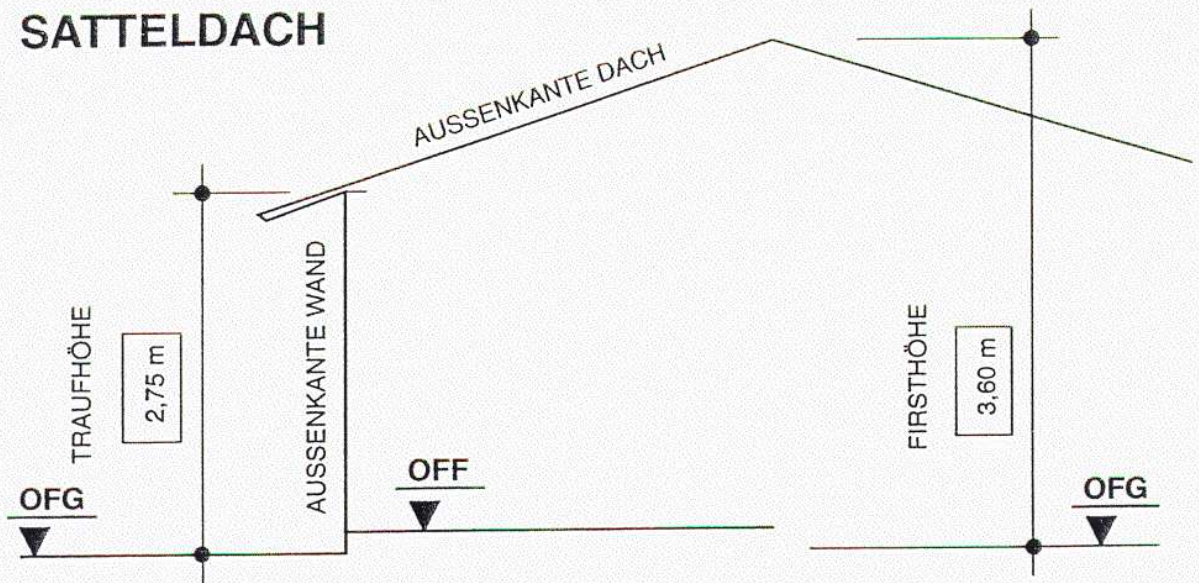 SATTELDACH
AUSSENKANTE DACH
TRAUFHÖHE
2,75 m
AUSSENKANTE WAND
FIRSTHÖHE
3,60 m
OFG
OFF
OFG